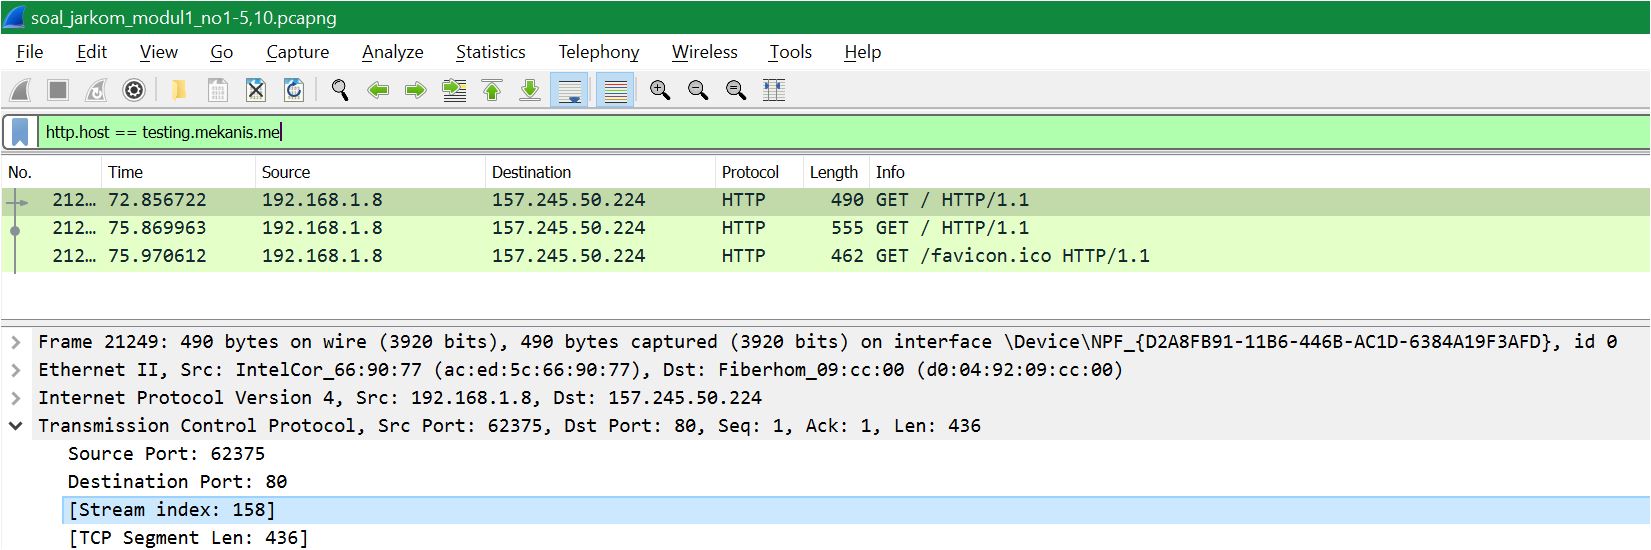 soal_jarkom_modul1_no1-5,10.pcapng
File Edit View Go Capture Analyze Statistics Telephony Wireless Tools Help
http.host == testing.mekanis.me
No. Time Source Destination Protocol Length Info
212… 72.856722 192.168.1.8 157.245.50.224 HTTP 490 GET / HTTP/1.1
212… 75.869963 192.168.1.8 157.245.50.224 HTTP 555 GET / HTTP/1.1
212… 75.970612 192.168.1.8 157.245.50.224 HTTP 462 GET /favicon.ico HTTP/1.1
Frame 21249: 490 bytes on wire (3920 bits), 490 bytes captured (3920 bits) on interface \Device\NPF_{D2A8FB91-11B6-446B-AC1D-6384A19F3AFD}, id 0
Ethernet II, Src: IntelCor_66:90:77 (ac:ed:5c:66:90:77), Dst: Fiberhom_09:cc:00 (d0:04:92:09:cc:00)
Internet Protocol Version 4, Src: 192.168.1.8, Dst: 157.245.50.224
Transmission Control Protocol, Src Port: 62375, Dst Port: 80, Seq: 1, Ack: 1, Len: 436
Source Port: 62375
Destination Port: 80
[Stream index: 158]
[TCP Segment Len: 436]